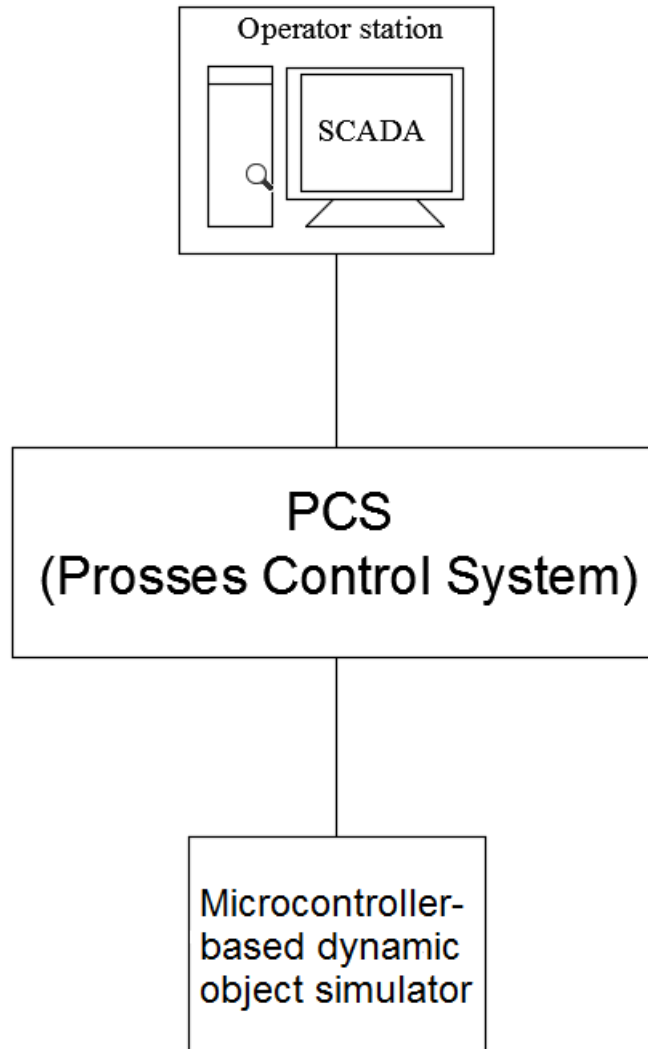 Operator station
SCADA
PCS
(Prosses Control System)
Microcontroller-
based dynamic
object simulator